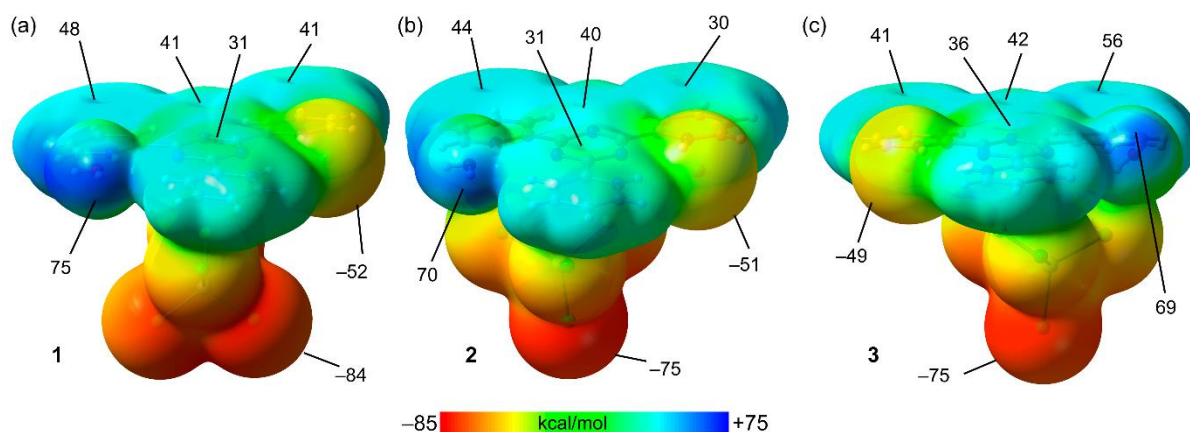 (a) 48 41 31 41
75 –52
1 –84
(b) 44 31 40 30
70 –51
2 –75
(c) 41 36 42 56
–49 69
3 –75
–85 kcal/mol +75